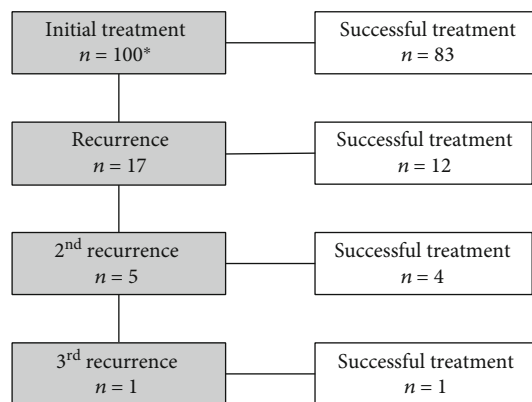 Initial treatment
n = 100*
Successful treatment
n = 83
Recurrence
n = 17
Successful treatment
n = 12
2nd recurrence
n = 5
Successful treatment
n = 4
3rd recurrence
n = 1
Successful treatment
n = 1